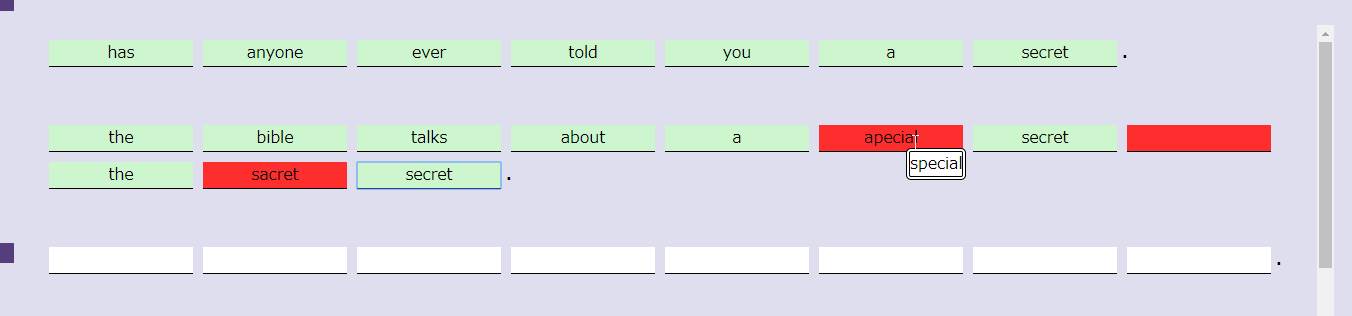 has anyone ever told you a secret .
the bible talks about a apecial secret
special
the sacret secret .
.